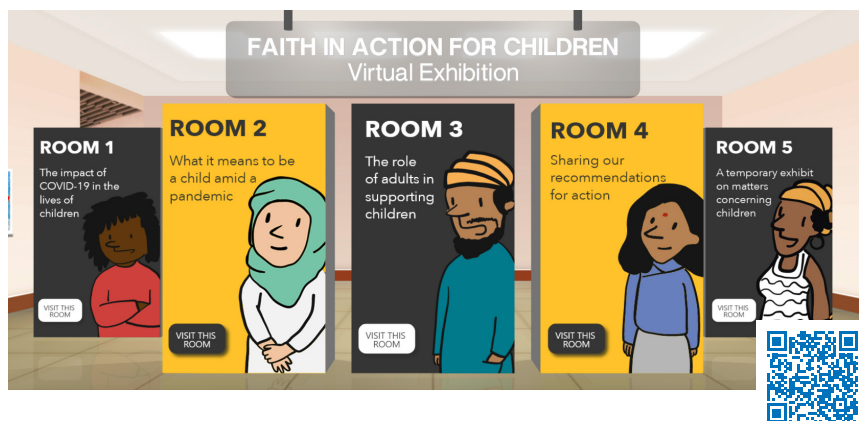 FAITH IN ACTION FOR CHILDREN
Virtual Exhibition
ROOM 1
The impact of
COVID-19 in the
lives of
children
VISIT THIS
ROOM
ROOM 2
What it means to be
a child amid a
pandemic
VISIT THIS
ROOM
ROOM 3
The role
of adults in
supporting
children
VISIT THIS
ROOM
ROOM 4
Sharing our
recommendations
for action
VISIT THIS
ROOM
ROOM 5
A temporary exhibit
on matters
concerning
children
VISIT THIS
ROOM